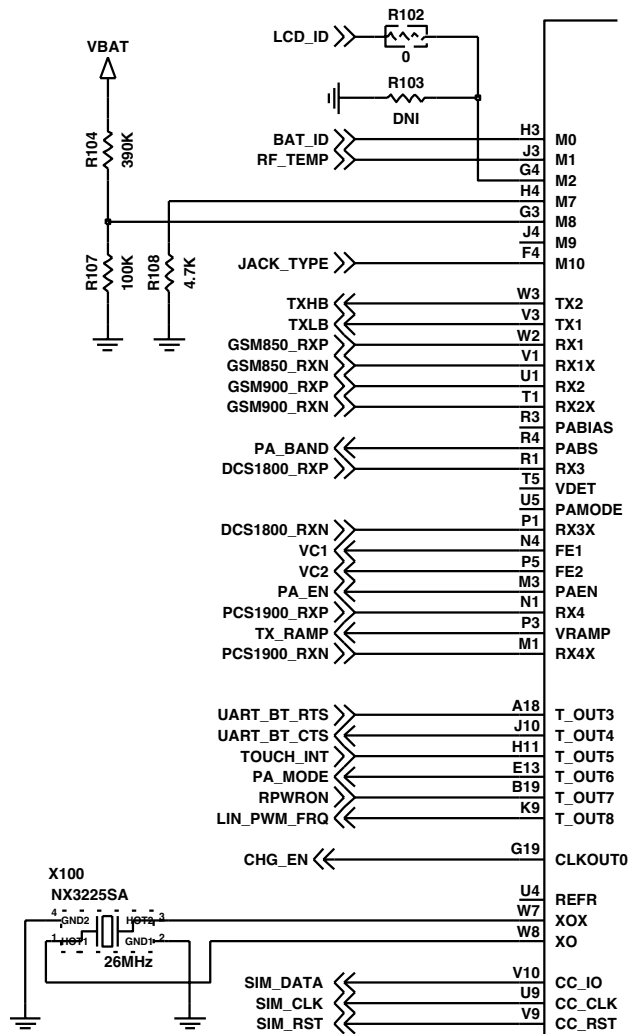 R102
LCD_ID
0
VBAT
R103
DNI
R104
390K
BAT_ID H3 M0
RF_TEMP J3 M1
G4 M2
H4 M7
G3 M8
J4 M9
R107
100K
R108
4.7K
JACK_TYPE F4 M10
TXHB W3 TX2
TXLB V3 TX1
GSM850_RXP W2 RX1
GSM850_RXN V1 RX1X
GSM900_RXP U1 RX2
GSM900_RXN T1 RX2X
R3 PABIAS
PA_BAND R4 PABS
DCS1800_RXP R1 RX3
T5 VDET
U5 PAMODE
DCS1800_RXN P1 RX3X
VC1 N4 FE1
VC2 P5 FE2
PA_EN M3 PAEN
PCS1900_RXP N1 RX4
TX_RAMP P3 VRAMP
PCS1900_RXN M1 RX4X
UART_BT_RTS A18 T_OUT3
UART_BT_CTS J10 T_OUT4
TOUCH_INT H11 T_OUT5
PA_MODE E13 T_OUT6
RPWRON B19 T_OUT7
LIN_PWM_FRQ K9 T_OUT8
CHG_EN G19 CLKOUT0
X100
NX3225SA
U4 REFR
4 GND2 HOT2 3 W7 XOX
1 HOT1 GND1 2 W8 XO
26MHz
SIM_DATA V10 CC_IO
SIM_CLK U9 CC_CLK
SIM_RST V9 CC_RST